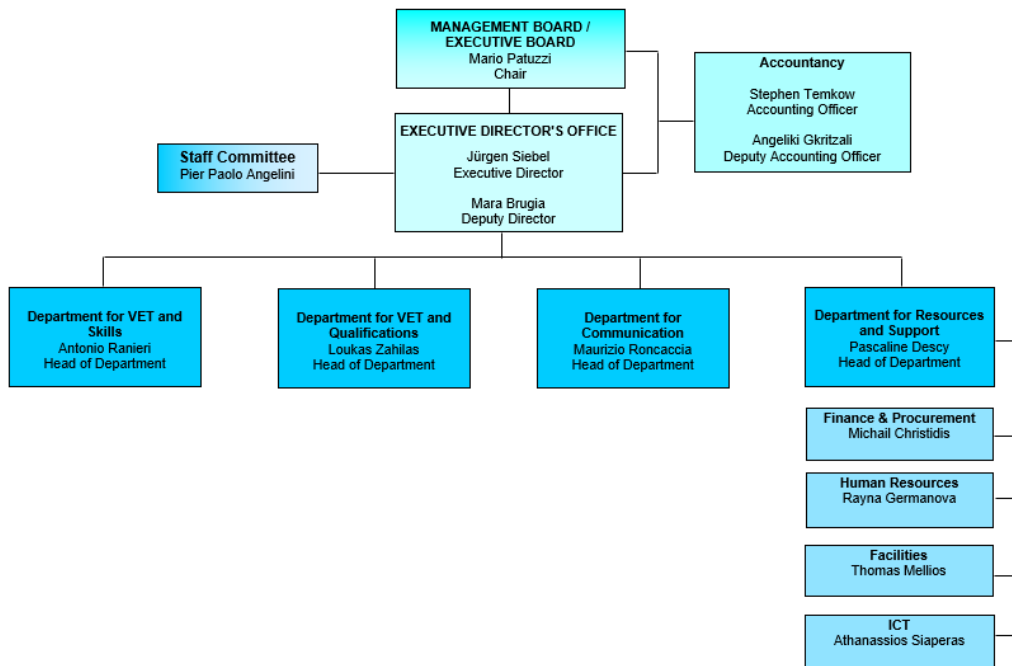 MANAGEMENT BOARD /
EXECUTIVE BOARD
Mario Patuzzi
Chair
Accountancy
Stephen Temkow
Accounting Officer
Angeliki Gkritzali
Deputy Accounting Officer
EXECUTIVE DIRECTOR'S OFFICE
Jürgen Siebel
Executive Director
Mara Brugia
Deputy Director
Staff Committee
Pier Paolo Angelini
Department for VET and
Skills
Antonio Ranieri
Head of Department
Department for VET and
Qualifications
Loukas Zahilas
Head of Department
Department for
Communication
Maurizio Roncaccia
Head of Department
Department for Resources
and Support
Pascaline Descy
Head of Department
Finance & Procurement
Michail Christidis
Human Resources
Rayna Germanova
Facilities
Thomas Mellios
ICT
Athanassios Siaperas